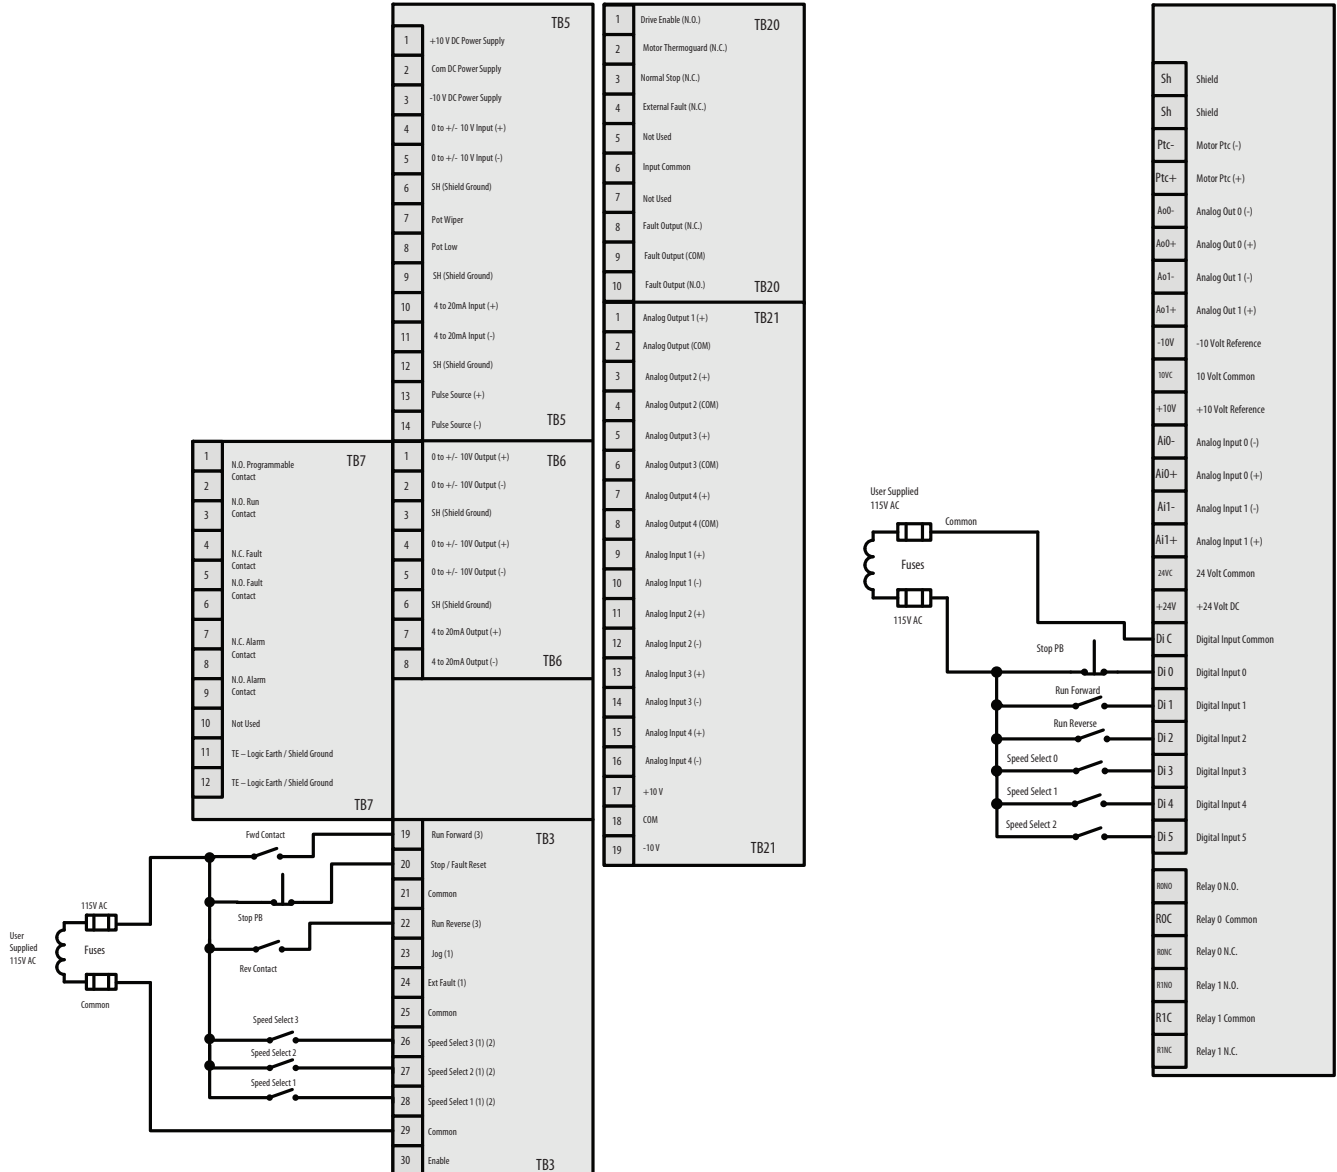 TB5
1 +10 V DC Power Supply
2 Com DC Power Supply
3 -10 V DC Power Supply
4 0 to +/- 10 V Input (+)
5 0 to +/- 10 V Input (-)
6 SH (Shield Ground)
7 Pot Wiper
8 Pot Low
9 SH (Shield Ground)
10 4 to 20mA Input (+)
11 4 to 20mA Input (-)
12 SH (Shield Ground)
13 Pulse Source (+)
14 Pulse Source (-)
TB5
TB7
1
N.O. Programmable
Contact
2
N.O. Run
3
Contact
4
N.C. Fault
Contact
5
N.O. Fault
Contact
6
7
N.C. Alarm
Contact
8
N.O. Alarm
9
Contact
10 Not Used
11 TE – Logic Earth / Shield Ground
12 TE – Logic Earth / Shield Ground
TB7
TB6
1 0 to +/- 10V Output (+)
2 0 to +/- 10V Output (-)
3 SH (Shield Ground)
4 0 to +/- 10V Output (+)
5 0 to +/- 10V Output (-)
6 SH (Shield Ground)
7 4 to 20mA Output (+)
8 4 to 20mA Output (-)
TB6
TB3
19 Run Forward (3)
20 Stop / Fault Reset
21 Common
22 Run Reverse (3)
23 Jog (1)
24 Ext Fault (1)
25 Common
26 Speed Select 3 (1) (2)
27 Speed Select 2 (1) (2)
28 Speed Select 1 (1) (2)
29 Common
30 Enable
TB3
Fwd Contact
115V AC
Stop PB
User
Supplied
115V AC
Fuses
Rev Contact
Common
Speed Select 3
Speed Select 2
Speed Select 1
TB20
1 Drive Enable (N.O.)
2 Motor Thermoguard (N.C.)
3 Normal Stop (N.C.)
4 External Fault (N.C.)
5 Not Used
6 Input Common
7 Not Used
8 Fault Output (N.C.)
9 Fault Output (COM)
10 Fault Output (N.O.)
TB20
TB21
1 Analog Output 1 (+)
2 Analog Output (COM)
3 Analog Output 2 (+)
4 Analog Output 2 (COM)
5 Analog Output 3 (+)
6 Analog Output 3 (COM)
7 Analog Output 4 (+)
8 Analog Output 4 (COM)
9 Analog Input 1 (+)
10 Analog Input 1 (-)
11 Analog Input 2 (+)
12 Analog Input 2 (-)
13 Analog Input 3 (+)
14 Analog Input 3 (-)
15 Analog Input 4 (+)
16 Analog Input 4 (-)
17 +10 V
18 COM
19 -10 V
TB21
User Supplied
115V AC
Common
Fuses
115V AC
Stop PB
Run Forward
Run Reverse
Speed Select 0
Speed Select 1
Speed Select 2
Sh Shield
Sh Shield
Ptc- Motor Ptc (-)
Ptc+ Motor Ptc (+)
Ao0- Analog Out 0 (-)
Ao0+ Analog Out 0 (+)
Ao1- Analog Out 1 (-)
Ao1+ Analog Out 1 (+)
-10V -10 Volt Reference
10VC 10 Volt Common
+10V +10 Volt Reference
Ai0- Analog Input 0 (-)
Ai0+ Analog Input 0 (+)
Ai1- Analog Input 1 (-)
Ai1+ Analog Input 1 (+)
24VC 24 Volt Common
+24V +24 Volt DC
Di C Digital Input Common
Di 0 Digital Input 0
Di 1 Digital Input 1
Di 2 Digital Input 2
Di 3 Digital Input 3
Di 4 Digital Input 4
Di 5 Digital Input 5
R0NO Relay 0 N.O.
R0C Relay 0 Common
R0NC Relay 0 N.C.
R1NO Relay 1 N.O.
R1C Relay 1 Common
R1NC Relay 1 N.C.